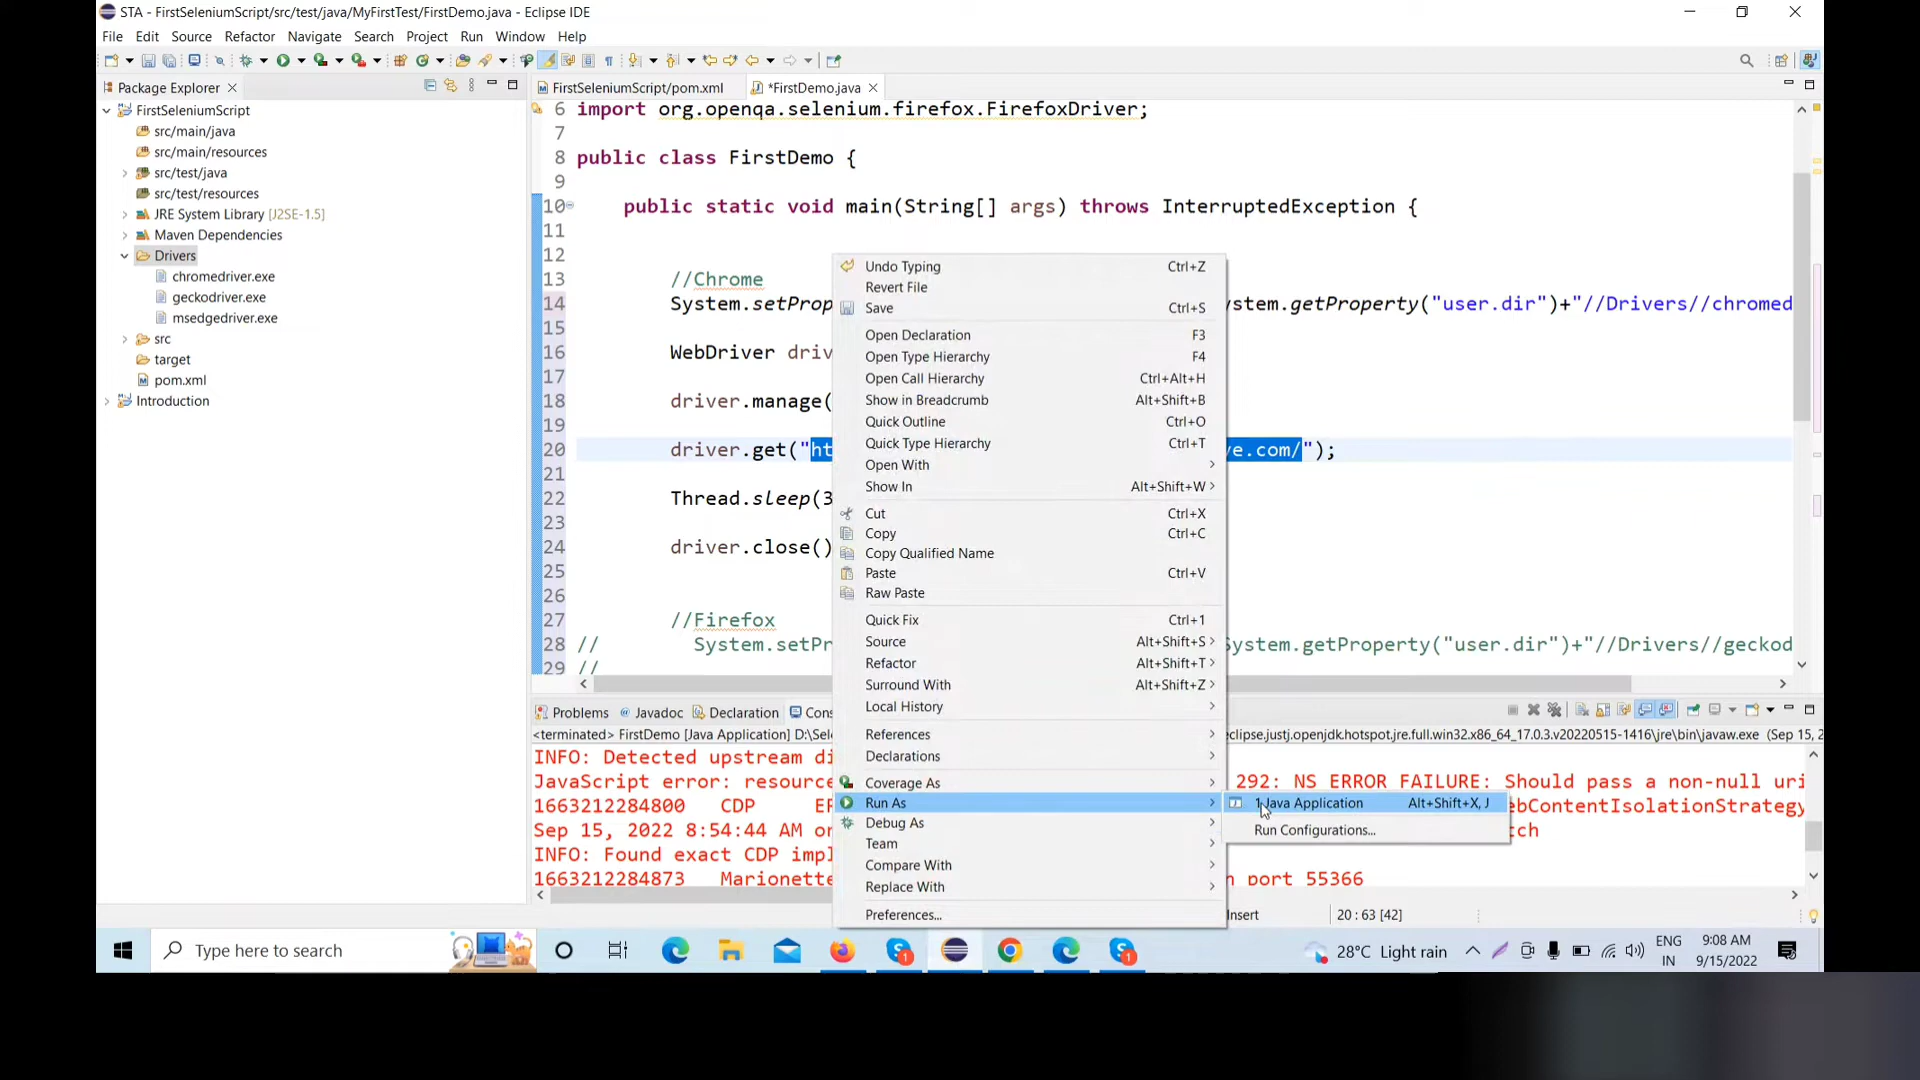 STA - FirstSeleniumScript/src/test/java/MyFirstTest/FirstDemo.java - Eclipse IDE
File Edit Source Refactor Navigate Search Project Run Window Help
Package Explorer
FirstSeleniumScript
src/main/java
src/main/resources
src/test/java
src/test/resources
JRE System Library [J2SE-1.5]
Maven Dependencies
Drivers
chromedriver.exe
geckodriver.exe
msedgedriver.exe
src
target
pom.xml
Introduction
FirstSeleniumScript/pom.xml *FirstDemo.java
6 import org.openqa.selenium.firefox.FirefoxDriver;
7
8 public class FirstDemo {
9
10 public static void main(String[] args) throws InterruptedException {
11
12
13 //Chrome
14 System.setProp ystem.getProperty("user.dir")+"//Drivers//chromed
15
16 WebDriver driv
17
18 driver.manage(
19
20 driver.get("ht ve.com/");
21
22 Thread.sleep(3
23
24 driver.close()
25
26
27 //Firefox
28 // System.setPr System.getProperty("user.dir")+"//Drivers//geckod
29 //
Undo Typing Ctrl+Z
Revert File
Save Ctrl+S
Open Declaration F3
Open Type Hierarchy F4
Open Call Hierarchy Ctrl+Alt+H
Show in Breadcrumb Alt+Shift+B
Quick Outline Ctrl+O
Quick Type Hierarchy Ctrl+T
Open With
Show In Alt+Shift+W
Cut Ctrl+X
Copy Ctrl+C
Copy Qualified Name
Paste Ctrl+V
Raw Paste
Quick Fix Ctrl+1
Source Alt+Shift+S
Refactor Alt+Shift+T
Surround With Alt+Shift+Z
Local History
References
Declarations
Coverage As
Run As
Debug As
Team
Compare With
Replace With
Preferences...
1 Java Application Alt+Shift+X, J
Run Configurations...
Problems Javadoc Declaration Cons
<terminated> FirstDemo [Java Application] D:\Sel eclipse.justj.openjdk.hotspot.jre.full.win32.x86_64_17.0.3.v20220515-1416\jre\bin\javaw.exe (Sep 15, 2
INFO: Detected upstream di
JavaScript error: resource 292: NS_ERROR_FAILURE: Should pass a non-null uri
1663212284800 CDP ebContentIsolationStrategy
Sep 15, 2022 8:54:44 AM or tch
INFO: Found exact CDP impl
1663212284873 Marionette n port 55366
Insert 20 : 63 [42]
Type here to search
28°C Light rain
ENG
IN
9:08 AM
9/15/2022